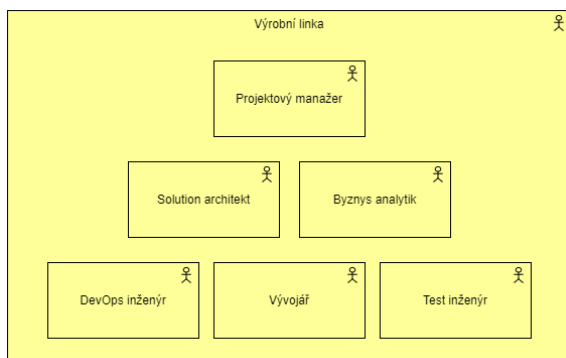 Výrobní linka
Projektový manažer
Solution architekt
Byznys analytik
DevOps inženýr
Vývojář
Test inženýr